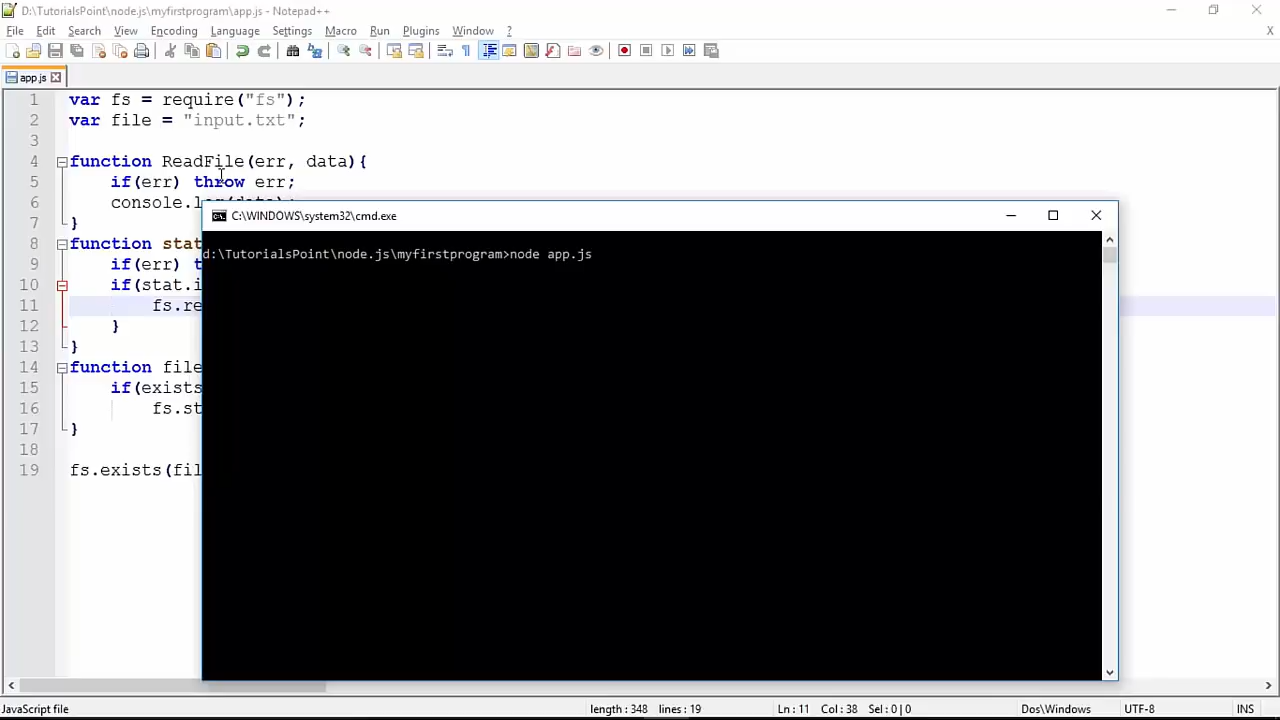 D:\TutorialsPoint\node.js\myfirstprogram\app.js - Notepad++
File Edit Search View Encoding Language Settings Macro Run Plugins Window ?
X
app.js
1 var fs = require("fs");
2 var file = "input.txt";
3
4 function ReadFile(err, data){
5 if(err) throw err;
6 console.log(data);
7 }
8 function stat
9 if(err) t
10 if(stat.i
11 fs.re
12 }
13 }
14 function file
15 if(exists
16 fs.st
17 }
18
19 fs.exists(fil
C:\WINDOWS\system32\cmd.exe
d:\TutorialsPoint\node.js\myfirstprogram>node app.js
JavaScript file length : 348 lines : 19 Ln : 11 Col : 38 Sel : 0 | 0 Dos\Windows UTF-8 INS